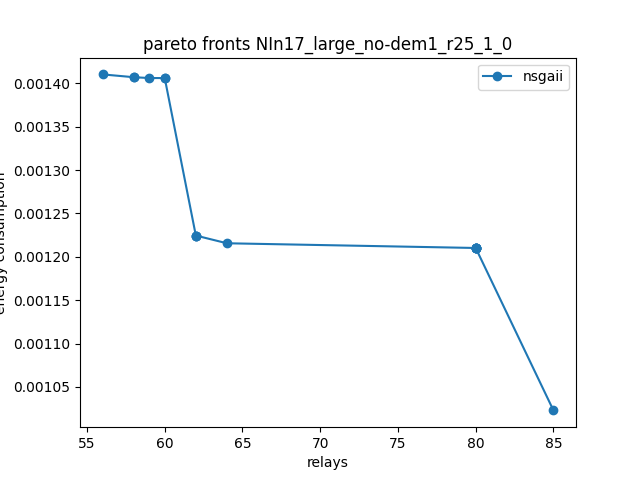 pareto fronts NIn17_large_no-dem1_r25_1_0
nsgaii
0.00140
0.00135
0.00130
0.00125
0.00120
0.00115
0.00110
0.00105
energy consumption
55 60 65 70 75 80 85
relays